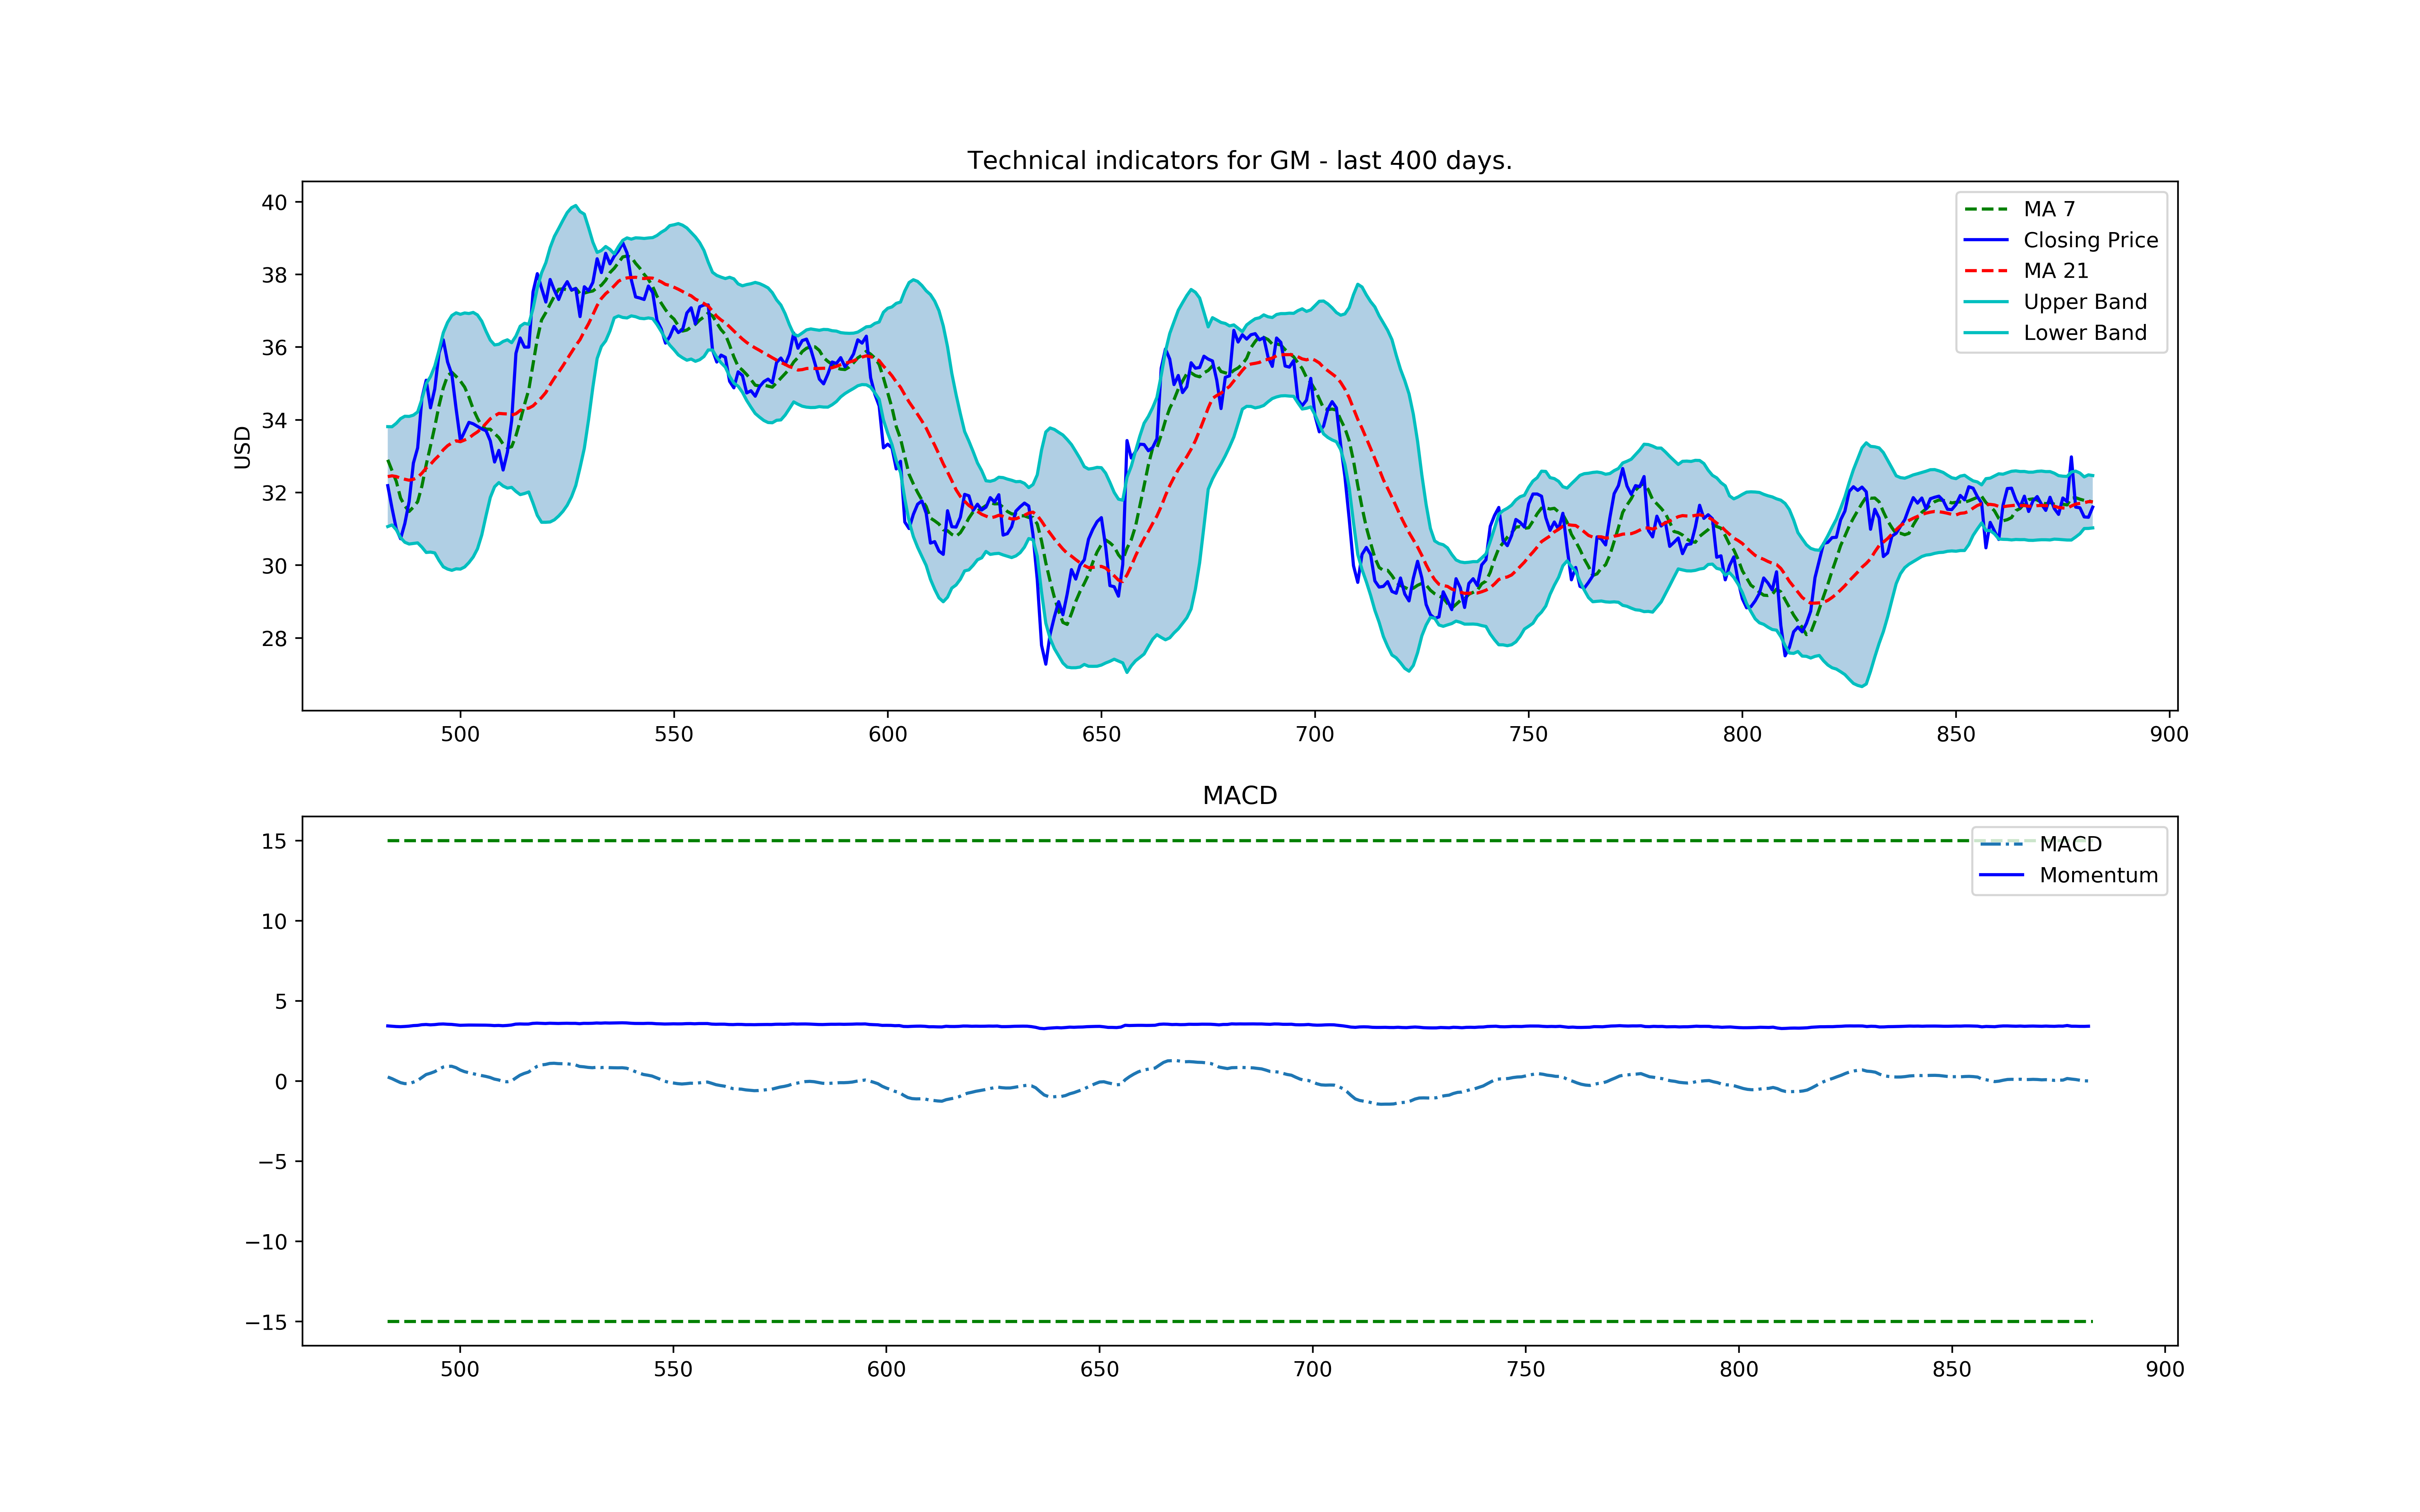 Technical indicators for GM - last 400 days.
40
38
36
34
32
30
28
USD
MA 7
Closing Price
MA 21
Upper Band
Lower Band
500 550 600 650 700 750 800 850 900
MACD
15
10
5
0
−5
−10
−15
MACD
Momentum
500 550 600 650 700 750 800 850 900